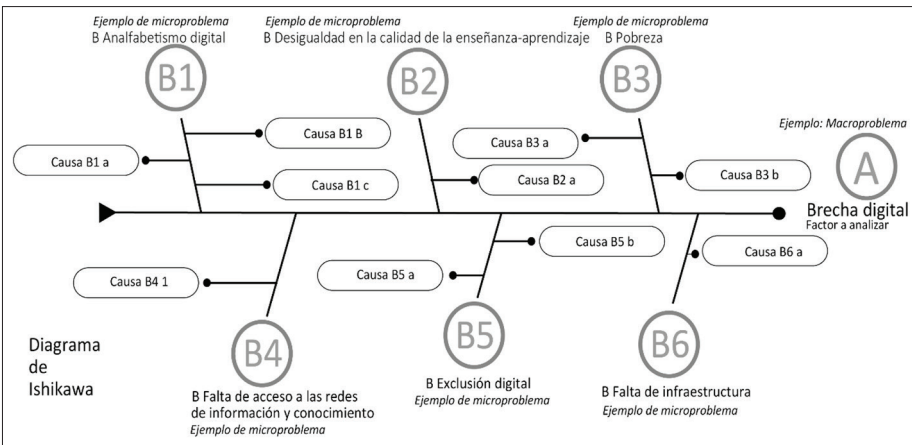 Ejemplo de microproblema
B Analfabetismo digital
B1
Ejemplo de microproblema
B Desigualdad en la calidad de la enseñanza-aprendizaje
B2
Ejemplo de microproblema
B Pobreza
B3
Ejemplo: Macroproblema
A
Brecha digital
Factor a analizar
Causa B1 B
Causa B1 a
Causa B1 c
Causa B3 a
Causa B2 a
Causa B3 b
Causa B5 b
Causa B5 a
Causa B6 a
Causa B4 1
B4
B Falta de acceso a las redes
de información y conocimiento
Ejemplo de microproblema
B5
B Exclusión digital
Ejemplo de microproblema
B6
B Falta de infraestructura
Ejemplo de microproblema
Diagrama
de
Ishikawa